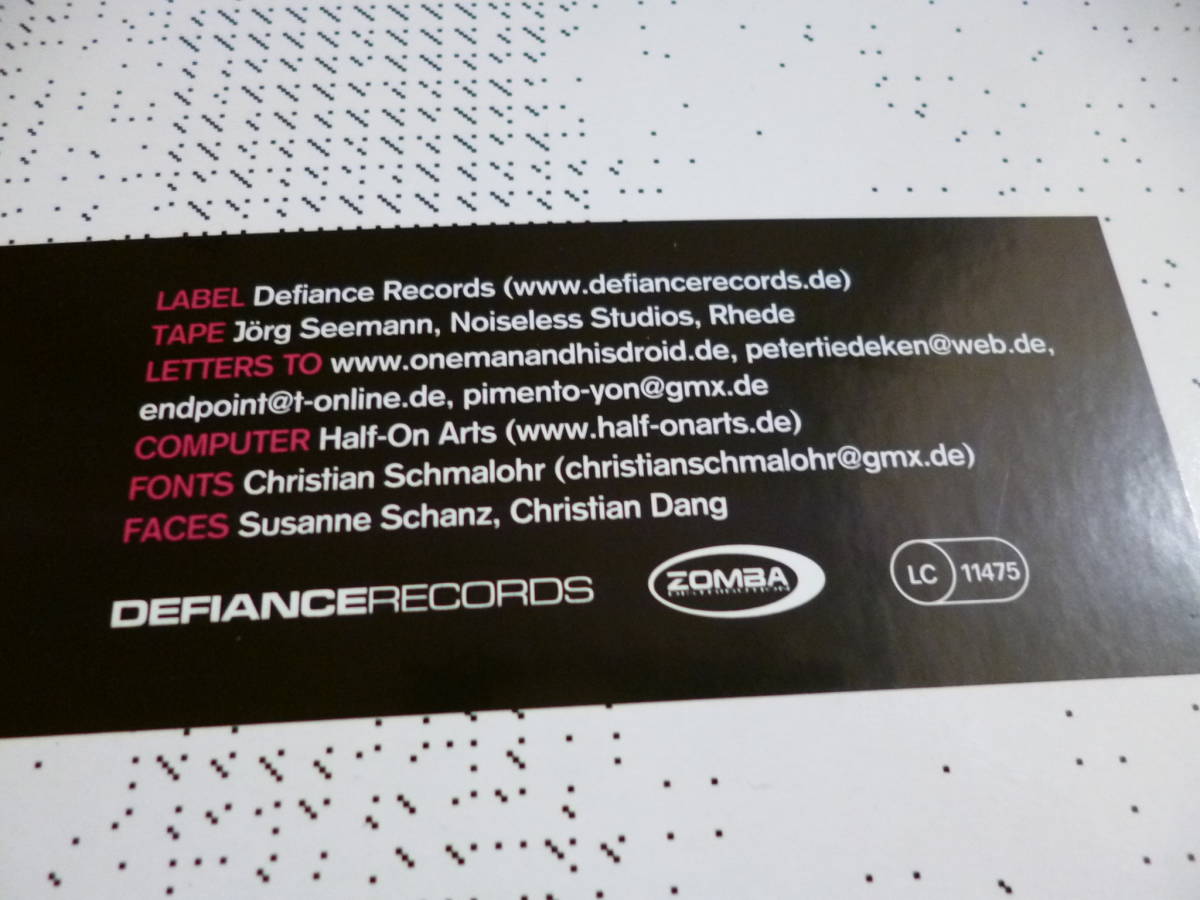 LABEL Defiance Records (www.defiancerecords.de)
TAPE Jörg Seemann, Noiseless Studios, Rhede
LETTERS TO www.onemanandhisdroid.de, petertiedeken@web.de,
endpoint@t-online.de, pimento-yon@gmx.de
COMPUTER Half-On Arts (www.half-onarts.de)
FONTS Christian Schmalohr (christianschmalohr@gmx.de)
FACES Susanne Schanz, Christian Dang
DEFIANCERECORDS
ZOMBA
LC 11475